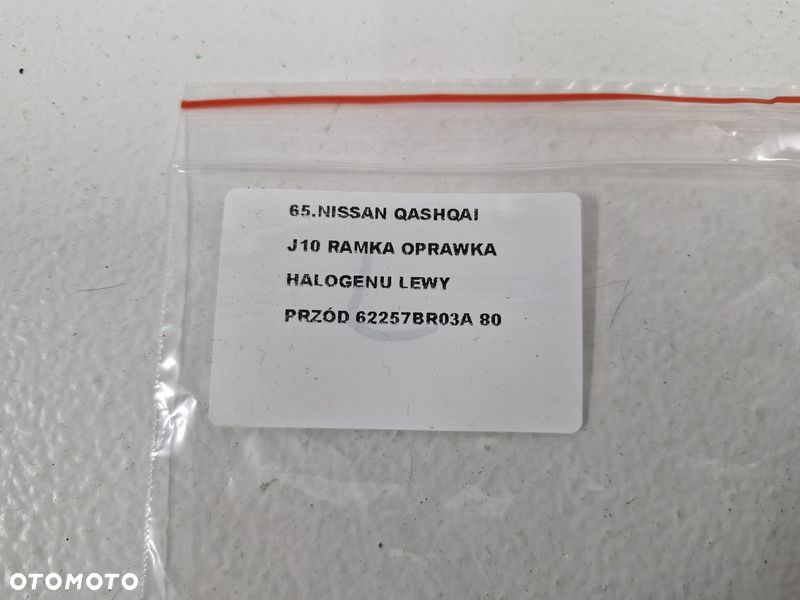 65.NISSAN QASHQAI
J10 RAMKA OPRAWKA
HALOGENU LEWY
PRZÓD 62257BR03A 80
OTOMOTO